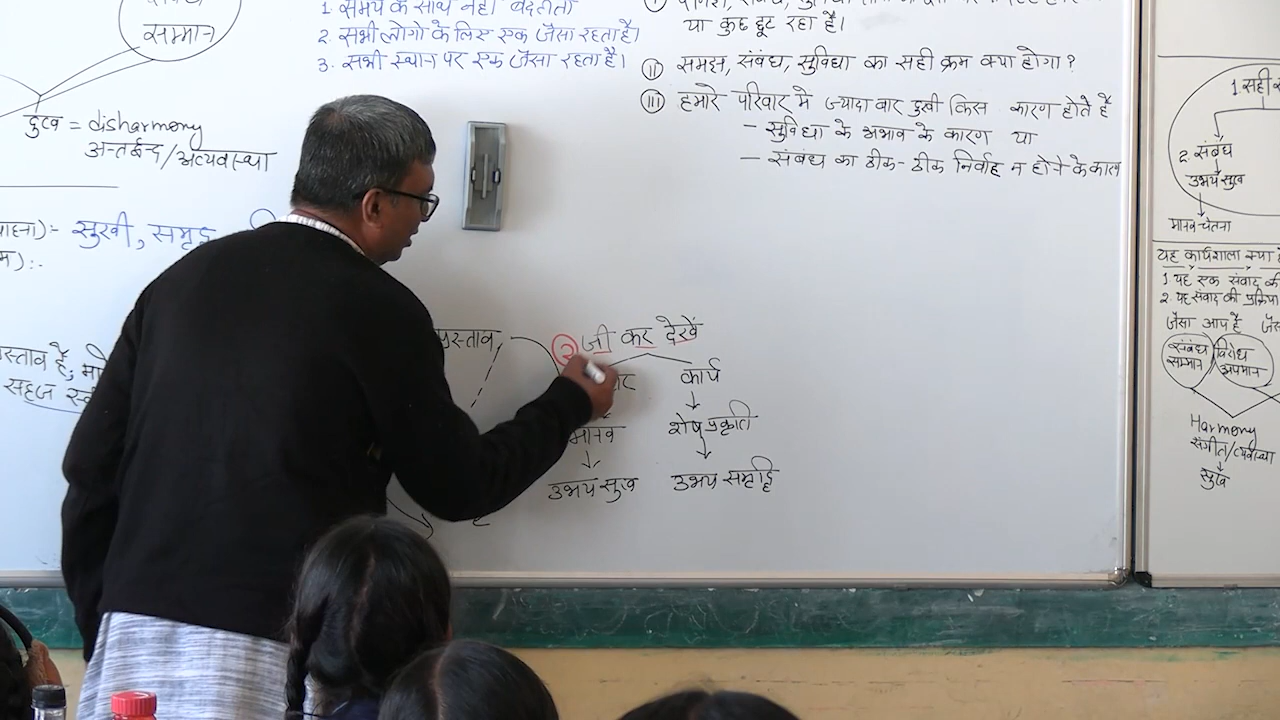 सम्मान
दुःख = disharmony
अन्तर्द्वन्द/अव्यवस्था
सुखी, समृद्ध
सहज
1. समय के साथ नहीं बदलता
2. सभी लोगों के लिए एक जैसा रहता है।
3. सभी स्थान पर एक जैसा रहता है।
या कुछ छूट रहा है।
(ii) समझ, संबंध, सुविधा का सही क्रम क्या होगा?
(iii) हमारे परिवार में ज्यादा बार दुखी किस कारण होते हैं
- सुविधा के अभाव के कारण या
- संबंध का ठीक-ठीक निर्वाह न होने के कारण
प्रस्ताव
② जी कर देखें
कार्य
मानव
शेष प्रकृति
उभय सुख
उभय समृद्धि
1. सही
2. संबंध
उभय सुख
मानव चेतना
यह कार्यशाला क्या है
1 यह एक संवाद की
2. यह संवाद की प्रक्रिया
जैसा आप हैं
संबंध
सम्मान
विरोध
अपमान
Harmony
संगीत/व्यवस्था
सुख